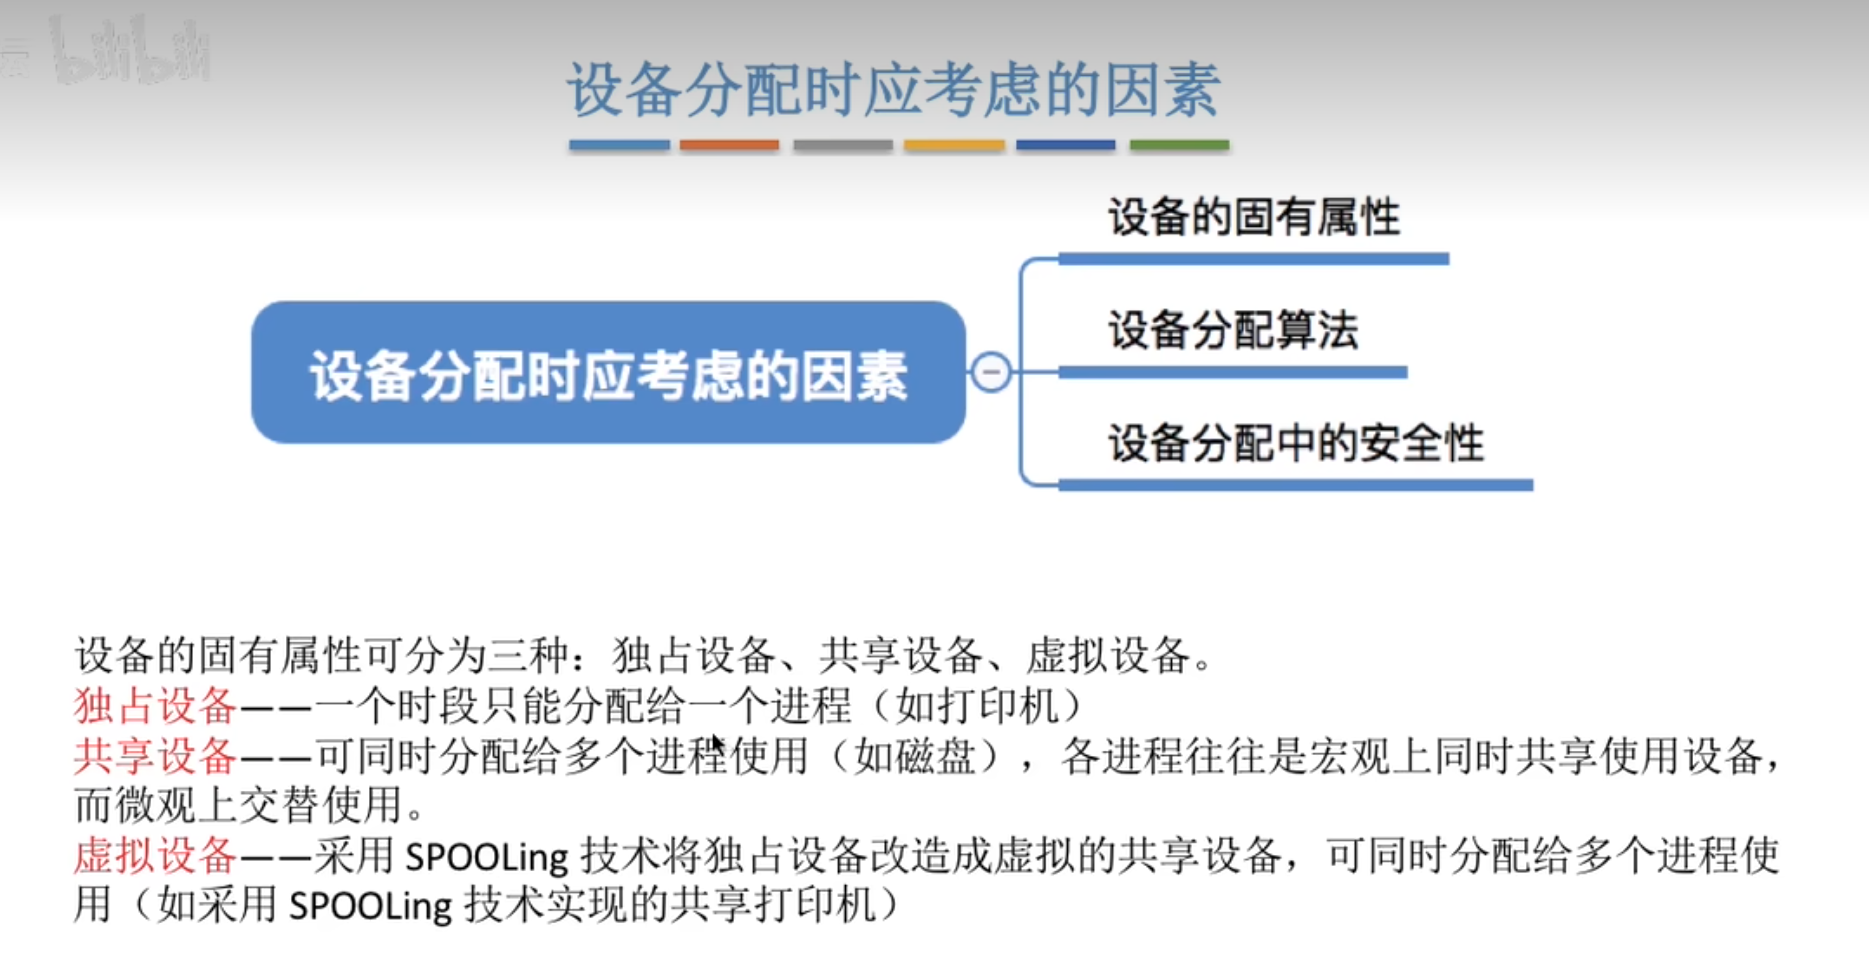 bilibili
设备分配时应考虑的因素
设备的固有属性
设备分配算法
设备分配时应考虑的因素
设备分配中的安全性
设备的固有属性可分为三种：独占设备、共享设备、虚拟设备。
独占设备——一个时段只能分配给一个进程（如打印机）
共享设备——可同时分配给多个进程使用（如磁盘），各进程往往是宏观上同时共享使用设备，
而微观上交替使用。
虚拟设备——采用 SPOOLing 技术将独占设备改造成虚拟的共享设备，可同时分配给多个进程使
用（如采用 SPOOLing 技术实现的共享打印机）